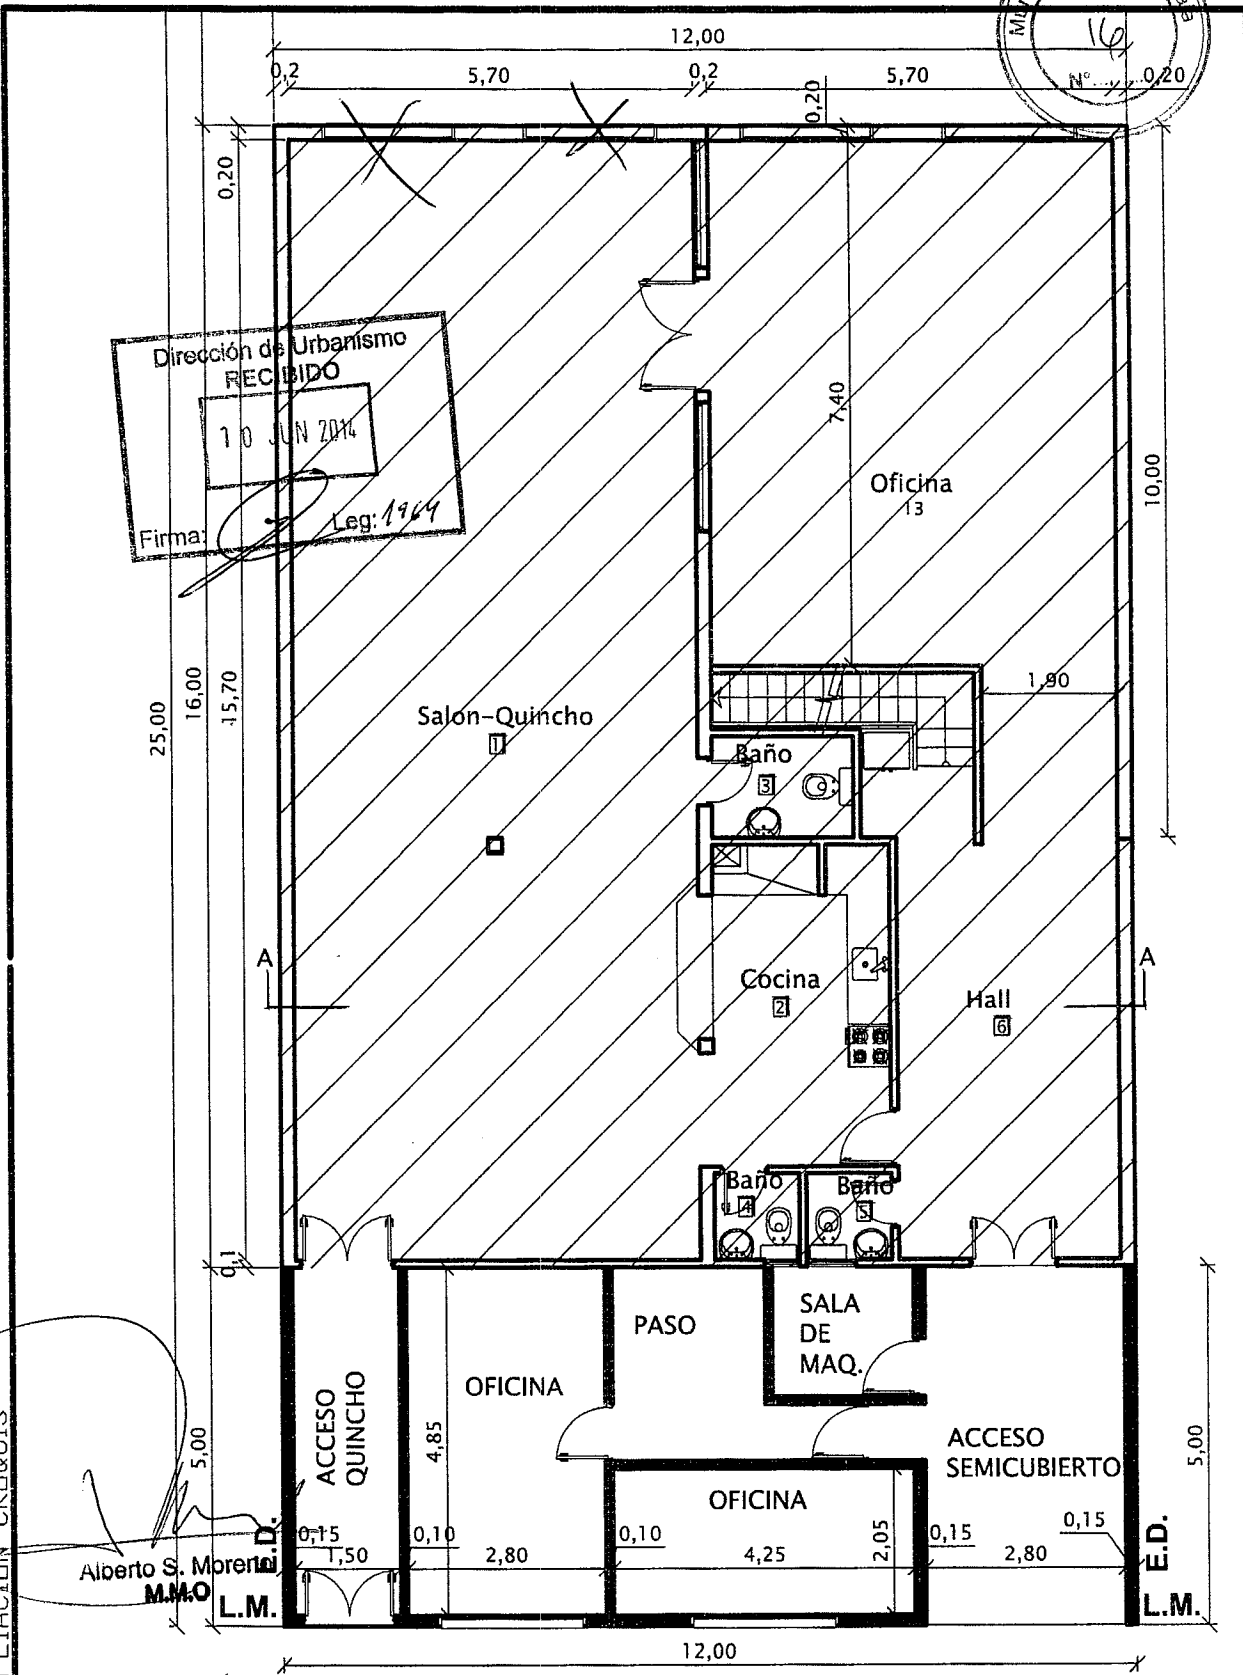 12,00
16
Nº
0,2
5,70
0,2
5,70
0,20
0,20
0,20
Dirección de Urbanismo
RECIBIDO
10 JUN 2014
Firma:
Leg: 1964
7,40
Oficina
13
10,00
25,00
16,00
15,70
1,90
Salon-Quincho
1
Baño
3
A
A
Cocina
2
Hall
6
Baño
4
Baño
5
0,1
PASO
SALA
DE
MAQ.
OFICINA
ACCESO
QUINCHO
4,85
5,00
5,00
ACCESO
SEMICUBIERTO
OFICINA
2,05
0,15
1,50
0,10
2,80
0,10
4,25
0,15
2,80
0,15
E.D.
E.D.
Alberto S. Moreno
M.M.O
L.M.
L.M.
12,00